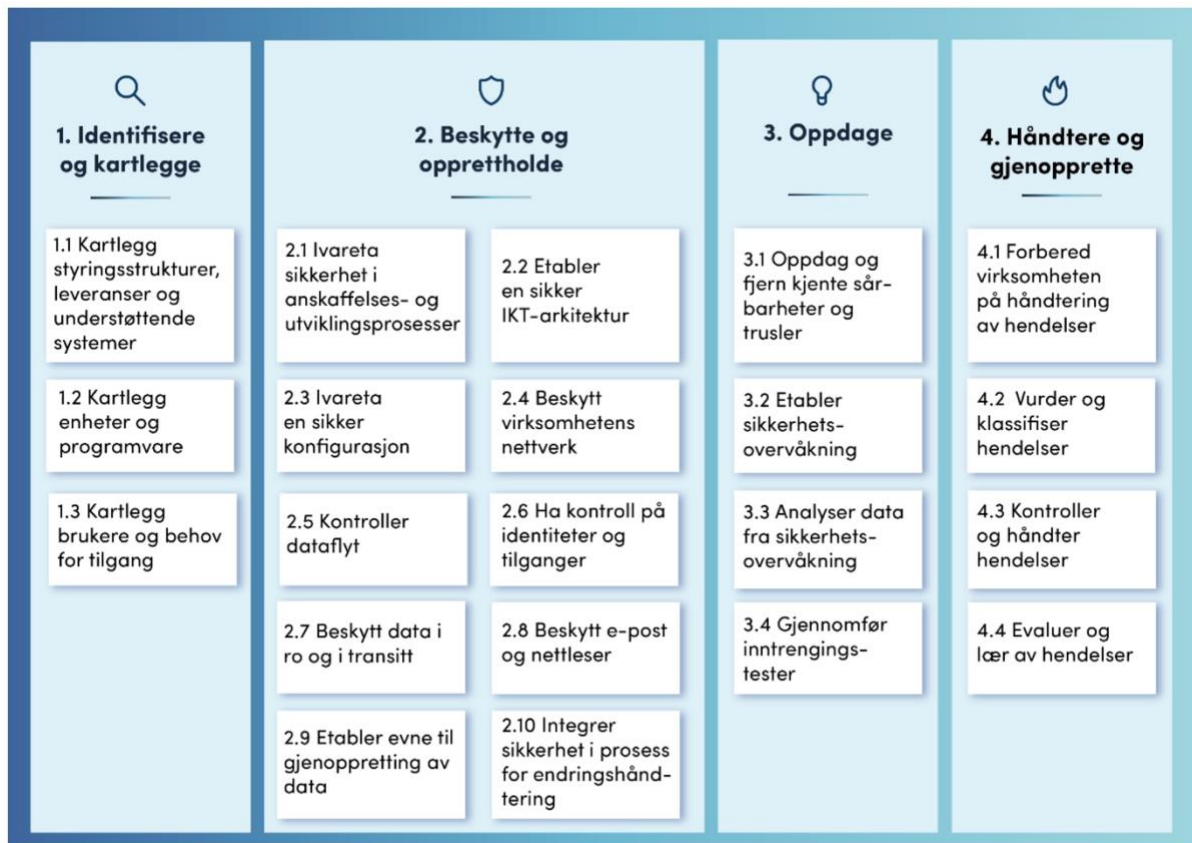 1. Identifisere
og kartlegge
1.1 Kartlegg
styringsstrukturer,
leveranser og
understøttende
systemer
1.2 Kartlegg
enheter og
programvare
1.3 Kartlegg
brukere og behov
for tilgang
2. Beskytte og
opprettholde
2.1 Ivareta
sikkerhet i
anskaffelses- og
utviklingsprosesser
2.2 Etabler
en sikker
IKT-arkitektur
2.3 Ivareta
en sikker
konfigurasjon
2.4 Beskytt
virksomhetens
nettverk
2.5 Kontroller
dataflyt
2.6 Ha kontroll på
identiteter og
tilganger
2.7 Beskytt data i
ro og i transitt
2.8 Beskytt e-post
og nettleser
2.9 Etabler evne til
gjenoppretting av
data
2.10 Integrer
sikkerhet i prosess
for endringshånd-
tering
3. Oppdage
3.1 Oppdag og
fjern kjente sår-
barheter og
trusler
3.2 Etabler
sikkerhets-
overvåkning
3.3 Analyser data
fra sikkerhets-
overvåkning
3.4 Gjennomfør
inntrengings-
tester
4. Håndtere og
gjenopprette
4.1 Forbered
virksomheten
på håndtering
av hendelser
4.2 Vurder og
klassifiser
hendelser
4.3 Kontroller
og håndter
hendelser
4.4 Evaluer og
lær av hendelser